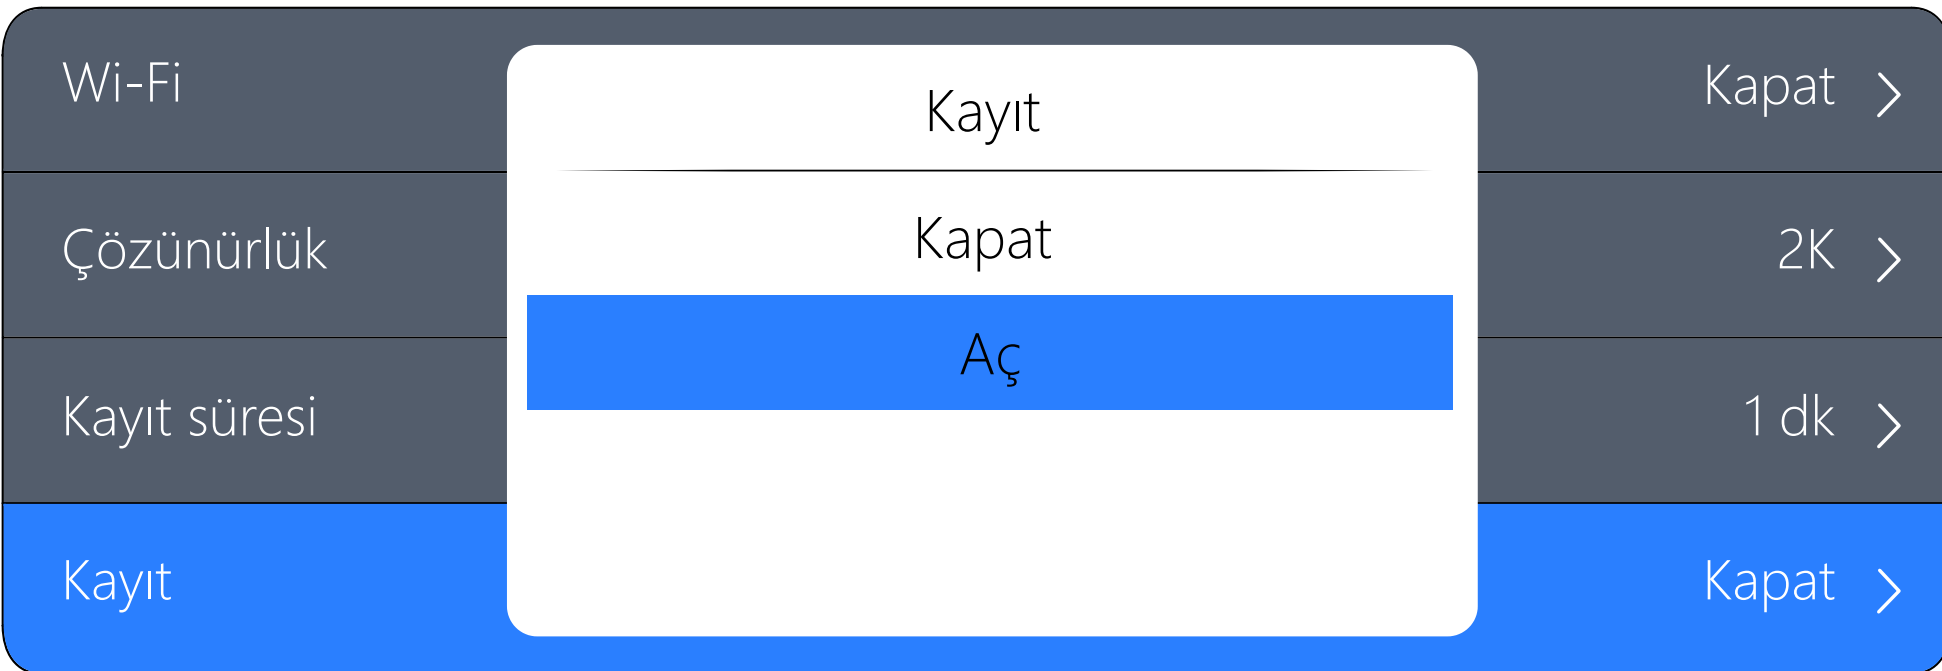 Wi-Fi
Kapat
Çözünürlük
2K
Kayıt süresi
1 dk
Kayıt
Kapat
Kayıt
Kapat
Aç